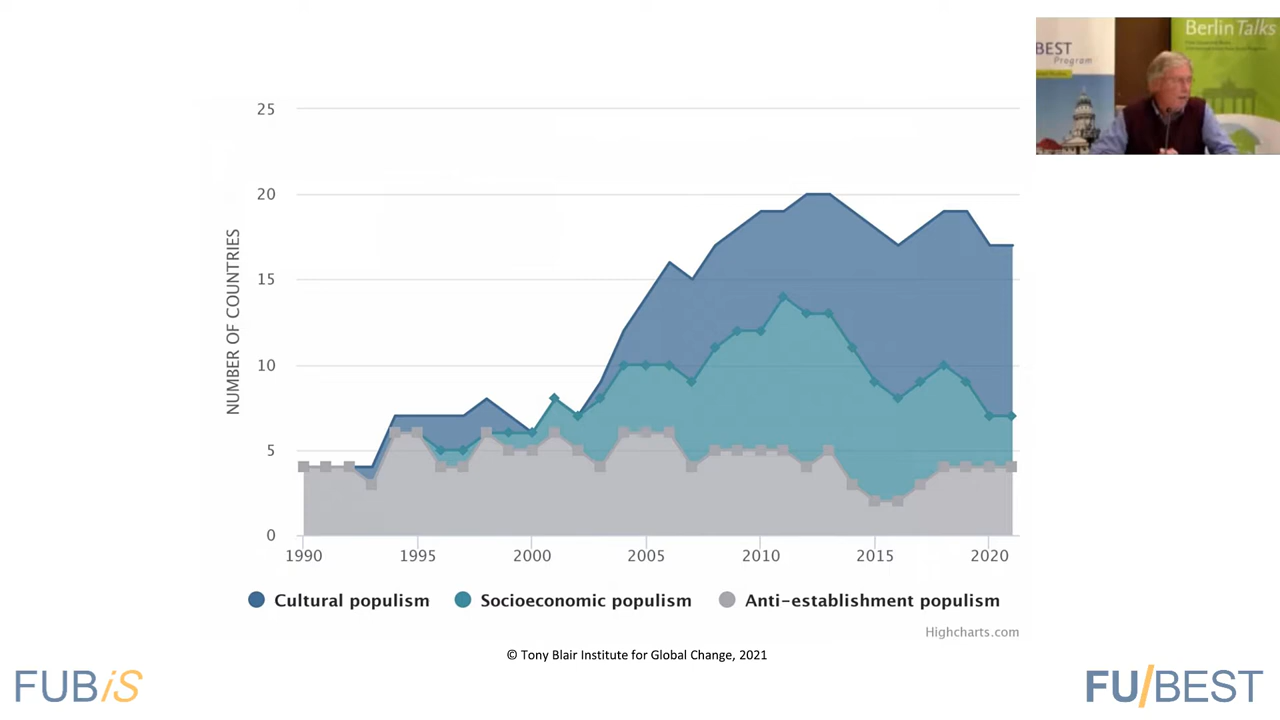 Berlin Talks
BEST
Program
25
20
15
10
5
0
NUMBER OF COUNTRIES
1990
1995
2000
2005
2010
2015
2020
Cultural populism
Socioeconomic populism
Anti-establishment populism
Highcharts.com
© Tony Blair Institute for Global Change, 2021
FUBiS
FU/BEST